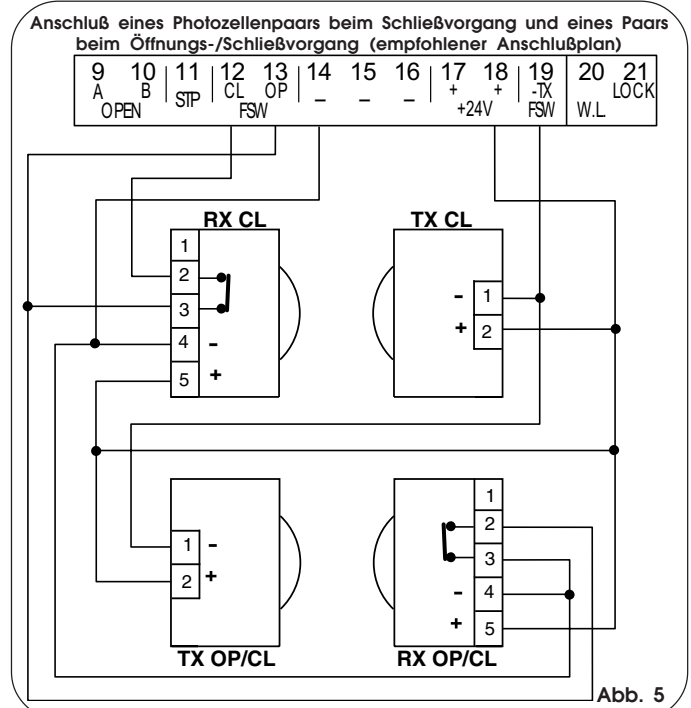 Anschluß eines Photozellenpaars beim Schließvorgang und eines Paars
beim Öffnungs-/Schließvorgang (empfohlener Anschlußplan)
9 10 11 12 13 14 15 16 17 18 19 20 21
A B STP CL OP – – – + + -TX LOCK
OPEN FSW +24V FSW W.L.
RX CL TX CL
1
2
3
4 -
5 +
- 1
+ 2
1 -
2 +
1
2
3
- 4
+ 5
TX OP/CL RX OP/CL
Abb. 5